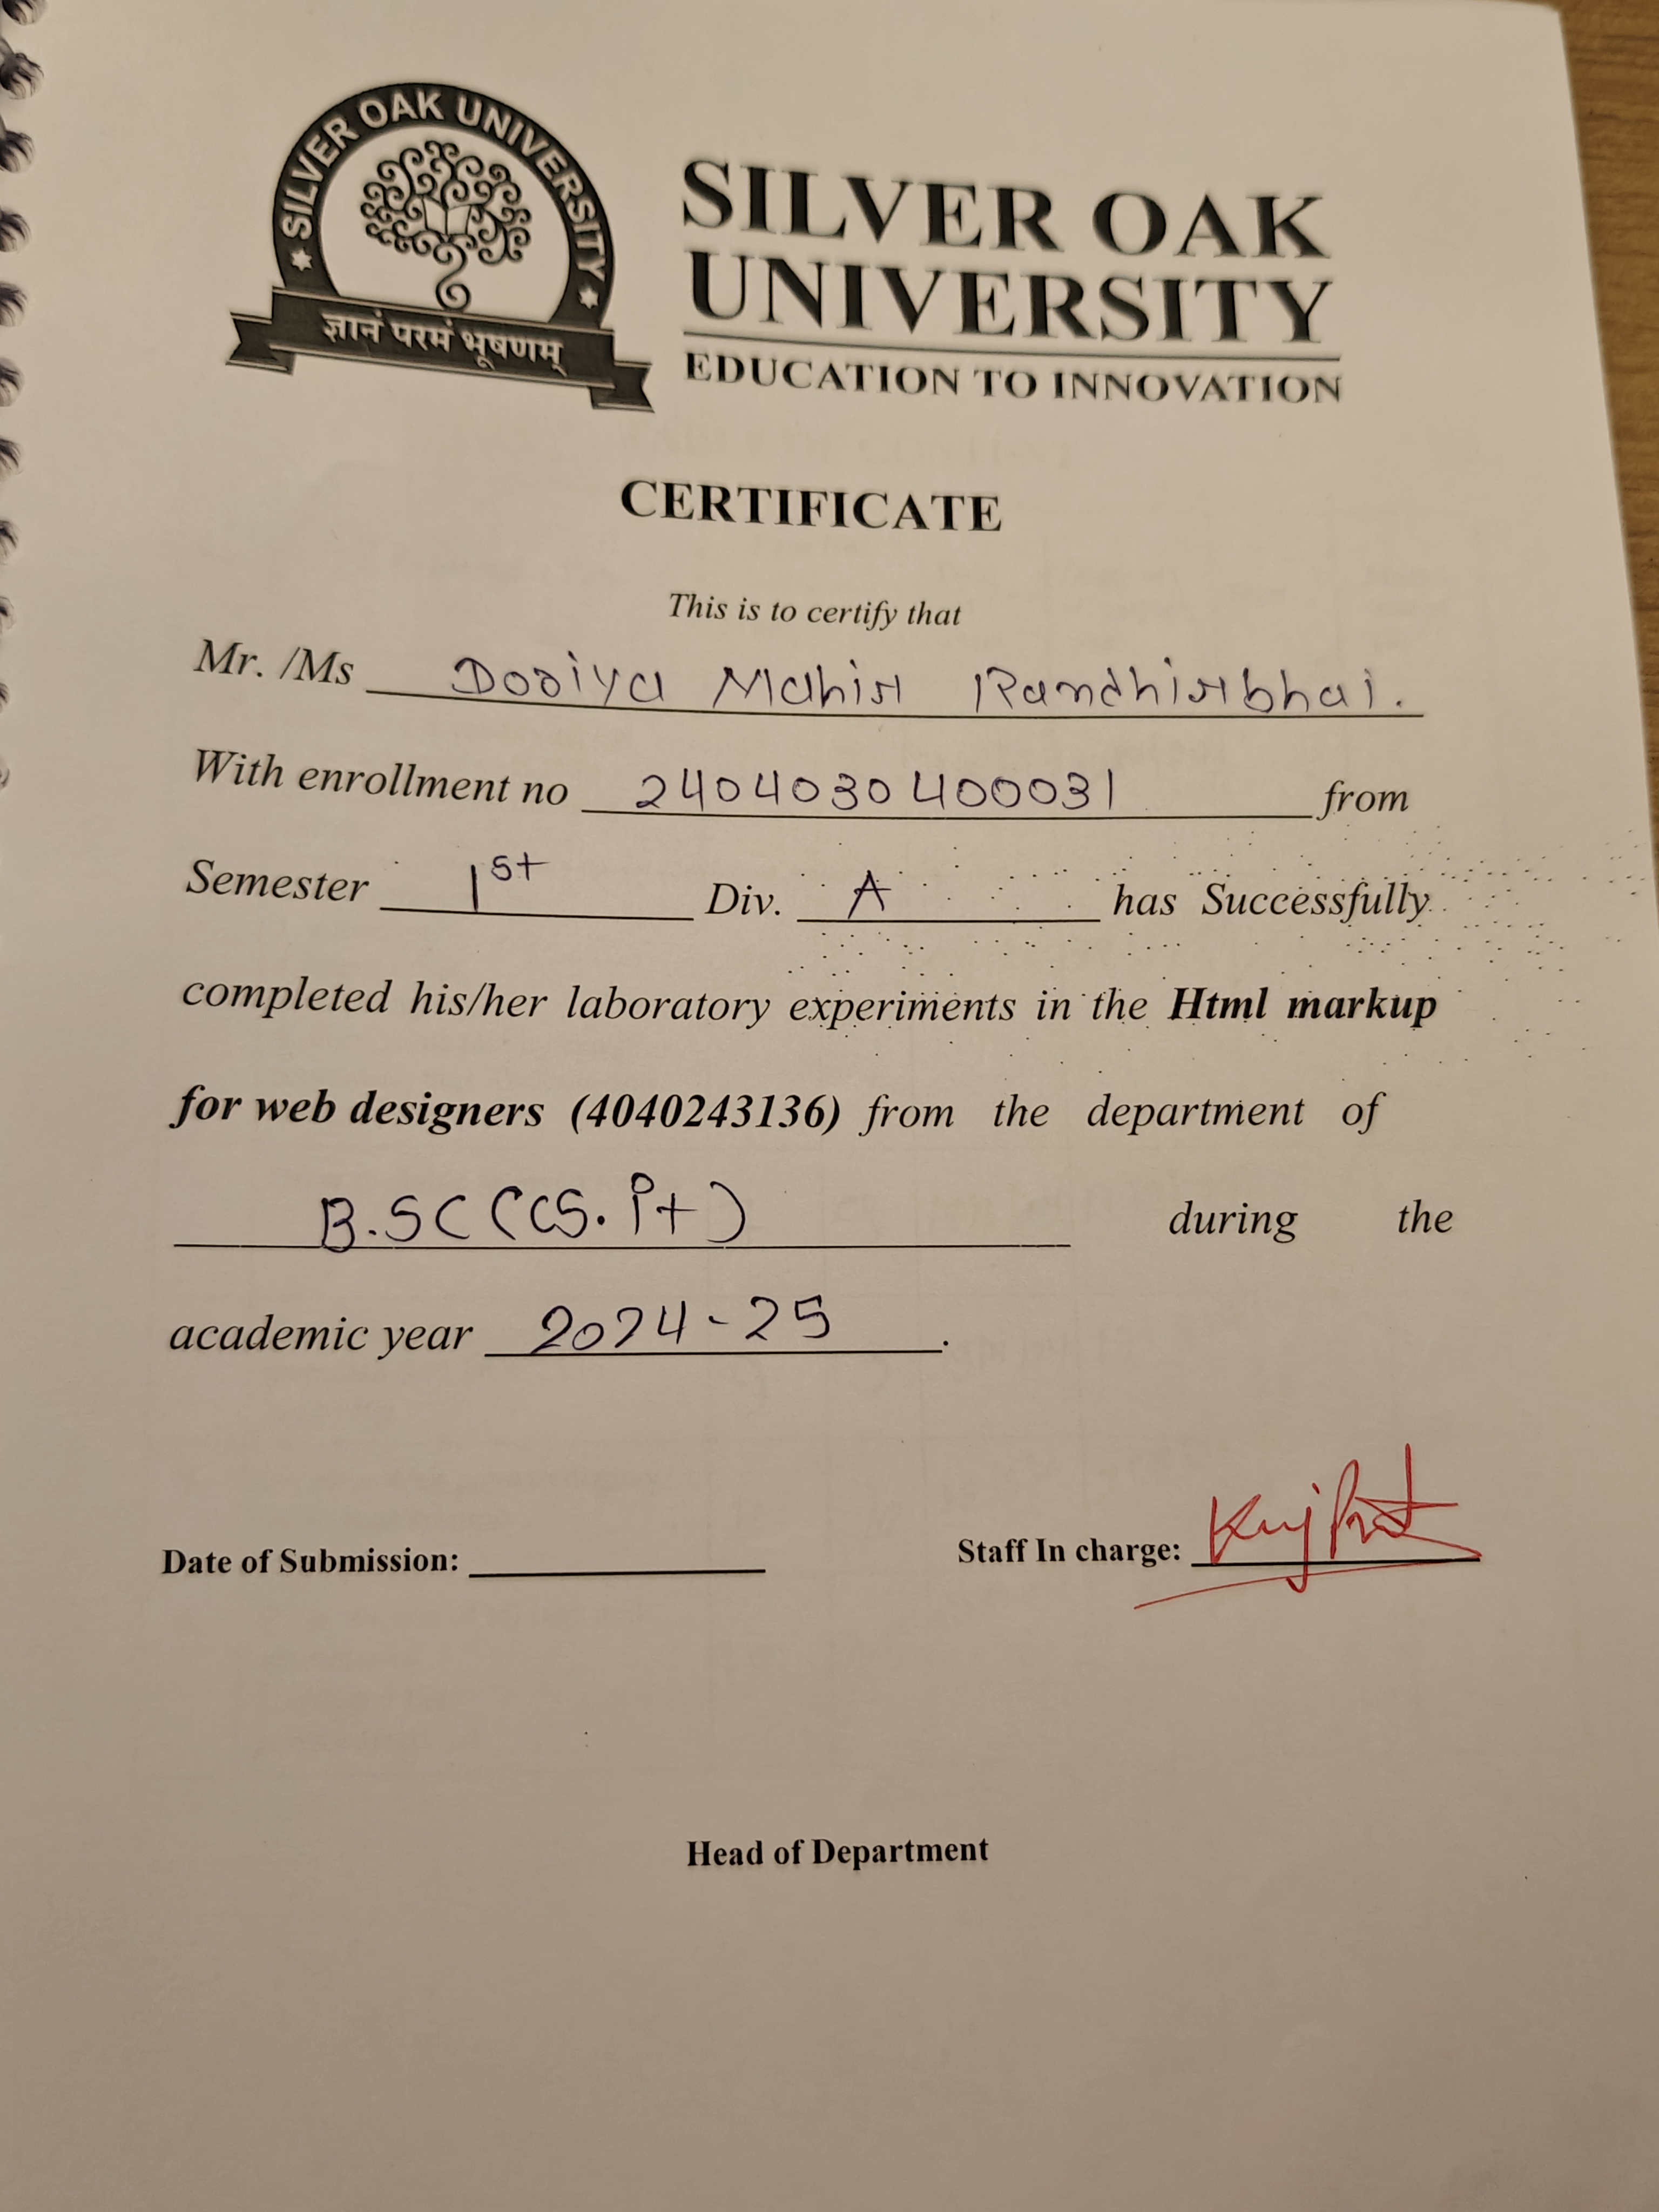 SILVER OAK UNIVERSITY
ज्ञानं परमं भूषणम्
SILVER OAK
UNIVERSITY
EDUCATION TO INNOVATION
CERTIFICATE
This is to certify that
Mr. /Ms Dodiya Mahir Randhirbhai.
With enrollment no 2404030400031 from
Semester 1st Div. A has Successfully
completed his/her laboratory experiments in the Html markup
for web designers (4040243136) from the department of
B.SC (CS. it) during the
academic year 2024-25 .
Date of Submission:
Staff In charge:
Head of Department